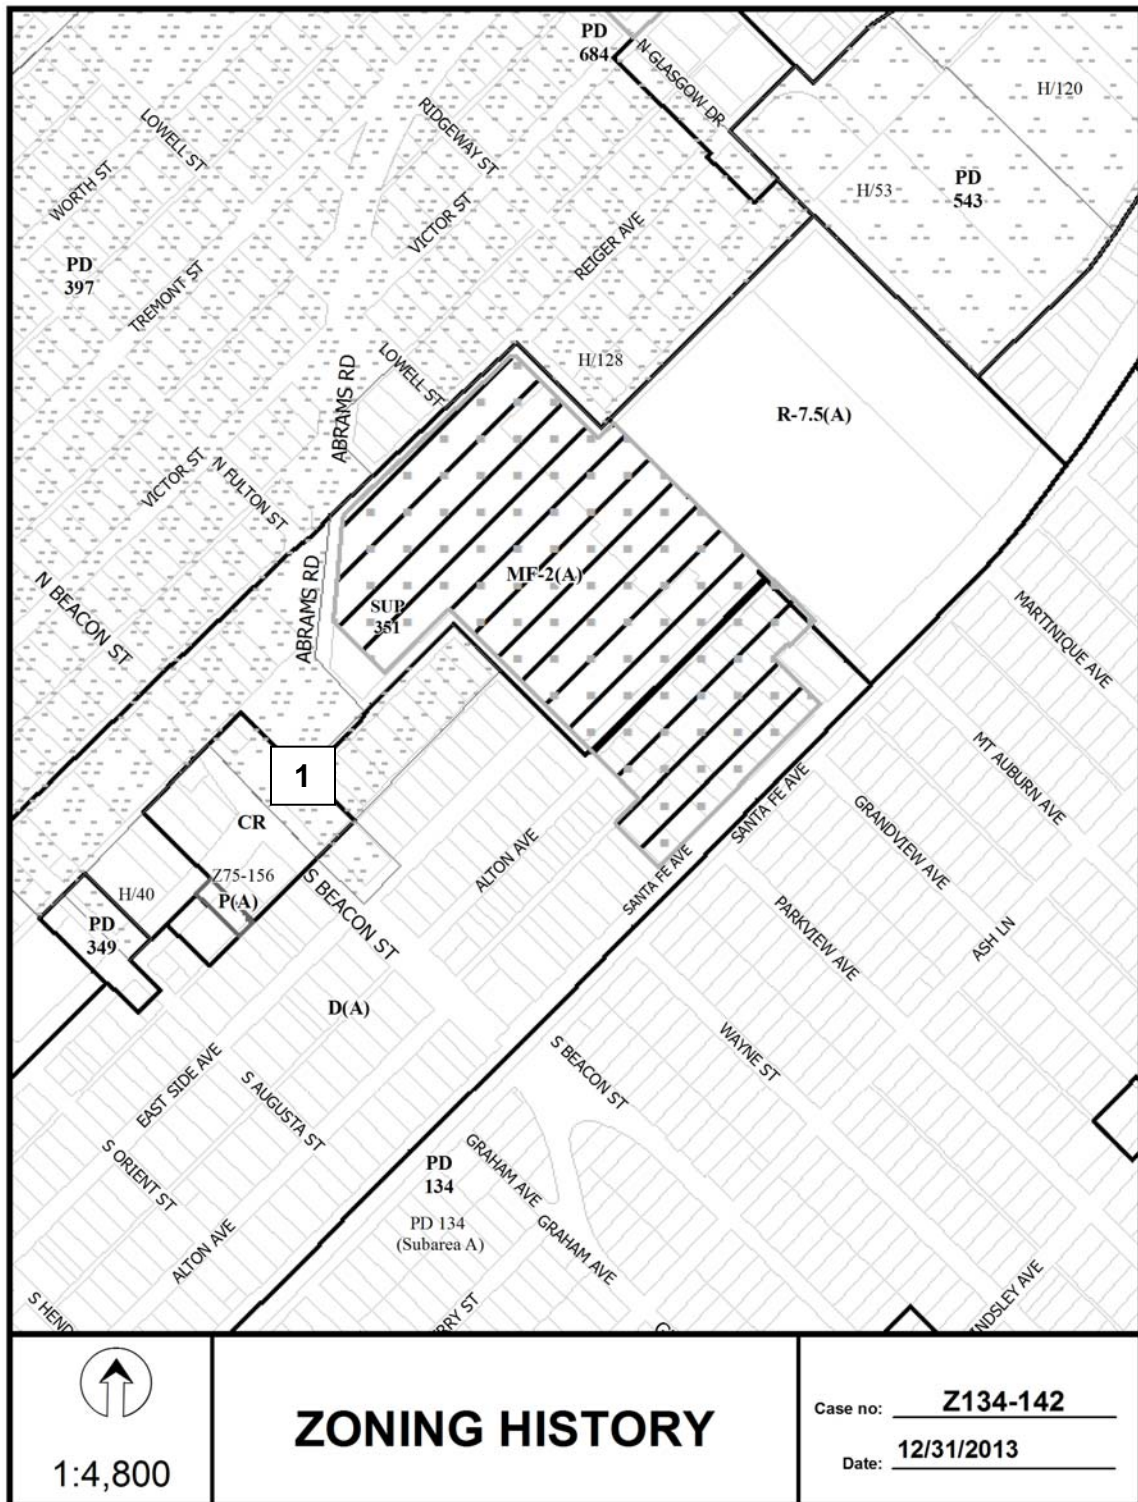 PD
684
N GLASGOW DR
H/120
RIDGEWAY ST
LOWELL ST
WORTH ST
H/53
PD
543
VICTOR ST
REIGER AVE
PD
397
TREMONT ST
H/128
LOWELL ST
ABRAMS RD
R-7.5(A)
VICTOR ST
N FULTON ST
MF-2(A)
N BEACON ST
ABRAMS RD
SUP
351
MARTINIQUE AVE
1
MT AUBURN AVE
SANTA FE AVE
CR
GRANDVIEW AVE
ALTON AVE
SANTA FE AVE
Z75-156
H/40
P(A)
S BEACON ST
PD
349
PARKVIEW AVE
ASH LN
D(A)
WAYNE ST
S BEACON ST
EAST SIDE AVE
S AUGUSTA ST
S ORIENT ST
PD
134
GRAHAM AVE
PD 134
(Subarea A)
ALTON AVE
GRAHAM AVE
S HEND
RRY ST
INDSLEY AVE
1:4,800
ZONING HISTORY
Case no: Z134-142
Date: 12/31/2013